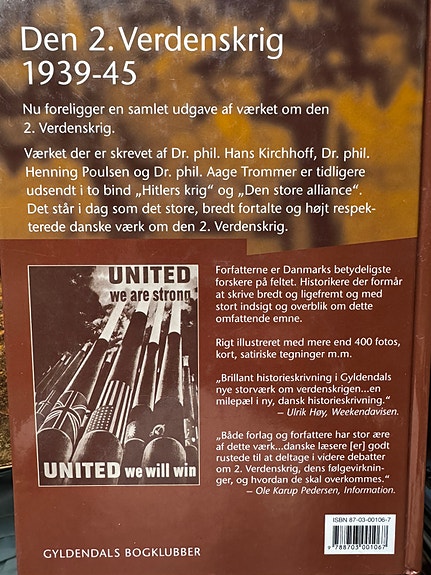 Den 2. Verdenskrig
1939-45
Nu foreligger en samlet udgave af værket om den
2. Verdenskrig.
Værket der er skrevet af Dr. phil. Hans Kirchhoff, Dr. phil.
Henning Poulsen og Dr. phil. Aage Trommer er tidligere
udsendt i to bind „Hitlers krig“ og „Den store alliance“.
Det står i dag som det store, bredt fortalte og højt respek-
terede danske værk om den 2. Verdenskrig.
UNITED
we are strong
UNITED we will win
Forfatterne er Danmarks betydeligste
forskere på feltet. Historikere der formår
at skrive bredt og ligefremt og med
stort indsigt og overblik om dette
omfattende emne.
Rigt illustreret med mere end 400 fotos,
kort, satiriske tegninger m.m.
„Brillant historieskrivning i Gyldendals
nye storværk om verdenskrigen...en
milepæl i ny, dansk historieskrivning.“
– Ulrik Høy, Weekendavisen.
„Både forlag og forfattere har stor ære
af dette værk...danske læsere [er] godt
rustede til at deltage i videre debatter
om 2. Verdenskrig, dens følgevirknin-
ger, og hvordan de skal overkommes.“
– Ole Karup Pedersen, Information.
ISBN 87-03-00106-7
9 788703 001067
GYLDENDALS BOGKLUBBER